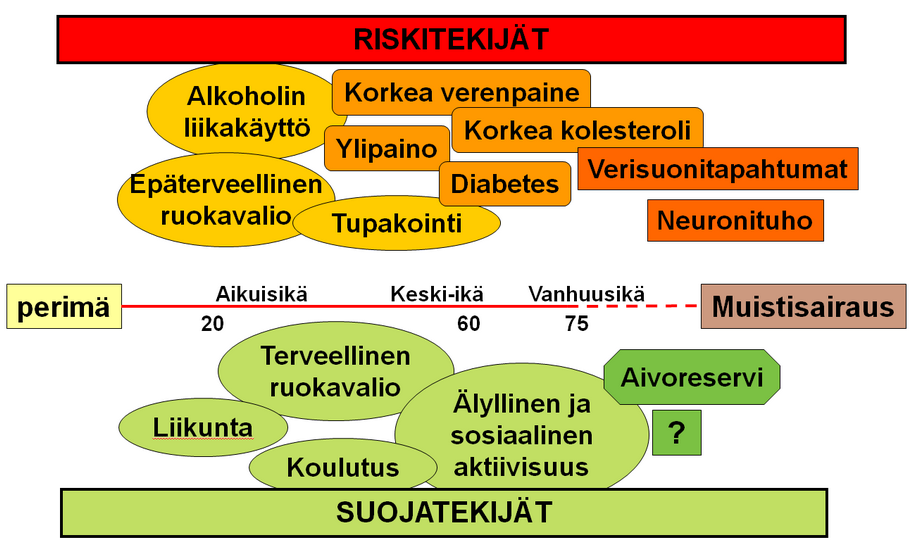 RISKITEKIJÄT
Alkoholin
liikakäyttö
Korkea verenpaine
Korkea kolesteroli
Ylipaino
Verisuonitapahtumat
Epäterveellinen
ruokavalio
Diabetes
Tupakointi
Neuronituho
perimä
Aikuisikä
Keski-ikä
Vanhuusikä
20
60
75
Muistisairaus
Terveellinen
ruokavalio
Aivoreservi
Älyllinen ja
sosiaalinen
aktiivisuus
Liikunta
?
Koulutus
SUOJATEKIJÄT